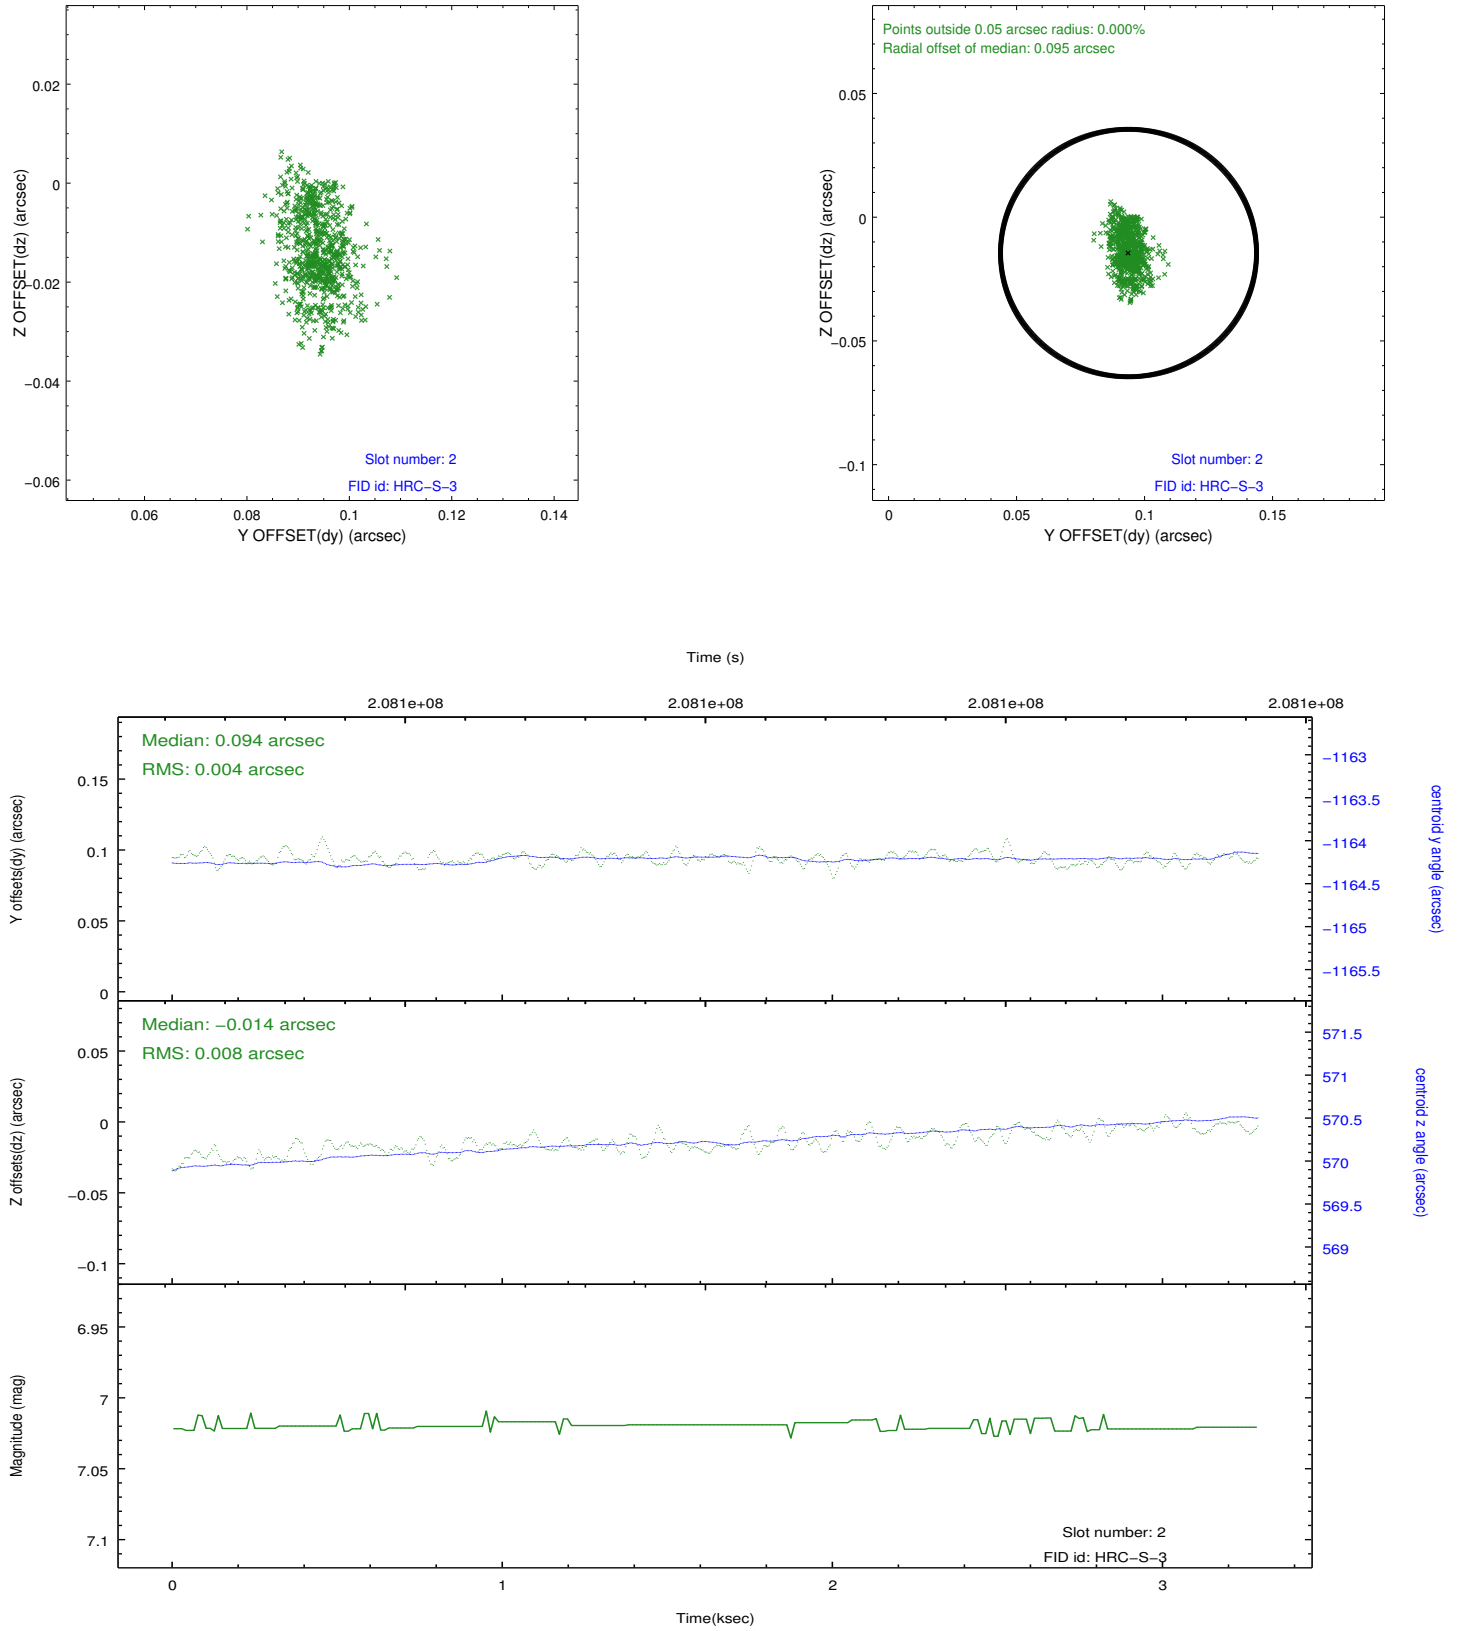 0.02
0
−0.02
−0.04
−0.06
Z OFFSET(dz) (arcsec)
Slot number: 2
FID id: HRC−S−3
0.06
0.08
0.1
0.12
0.14
Y OFFSET(dy) (arcsec)
Points outside 0.05 arcsec radius: 0.000%
Radial offset of median: 0.095 arcsec
0.05
0
−0.05
−0.1
Z OFFSET(dz) (arcsec)
Slot number: 2
FID id: HRC−S−3
0
0.05
0.1
0.15
Y OFFSET(dy) (arcsec)
Time (s)
2.081e+08
2.081e+08
2.081e+08
2.081e+08
Median: 0.094 arcsec
RMS: 0.004 arcsec
0.15
0.1
0.05
0
Y offsets(dy) (arcsec)
−1163
−1163.5
−1164
−1164.5
−1165
−1165.5
centroid y angle (arcsec)
Median: −0.014 arcsec
RMS: 0.008 arcsec
0.05
0
−0.05
−0.1
Z offsets(dz) (arcsec)
571.5
571
570.5
570
569.5
569
centroid z angle (arcsec)
6.95
7
7.05
7.1
Magnitude (mag)
Slot number: 2
FID id: HRC−S−3
0
1
2
3
Time(ksec)